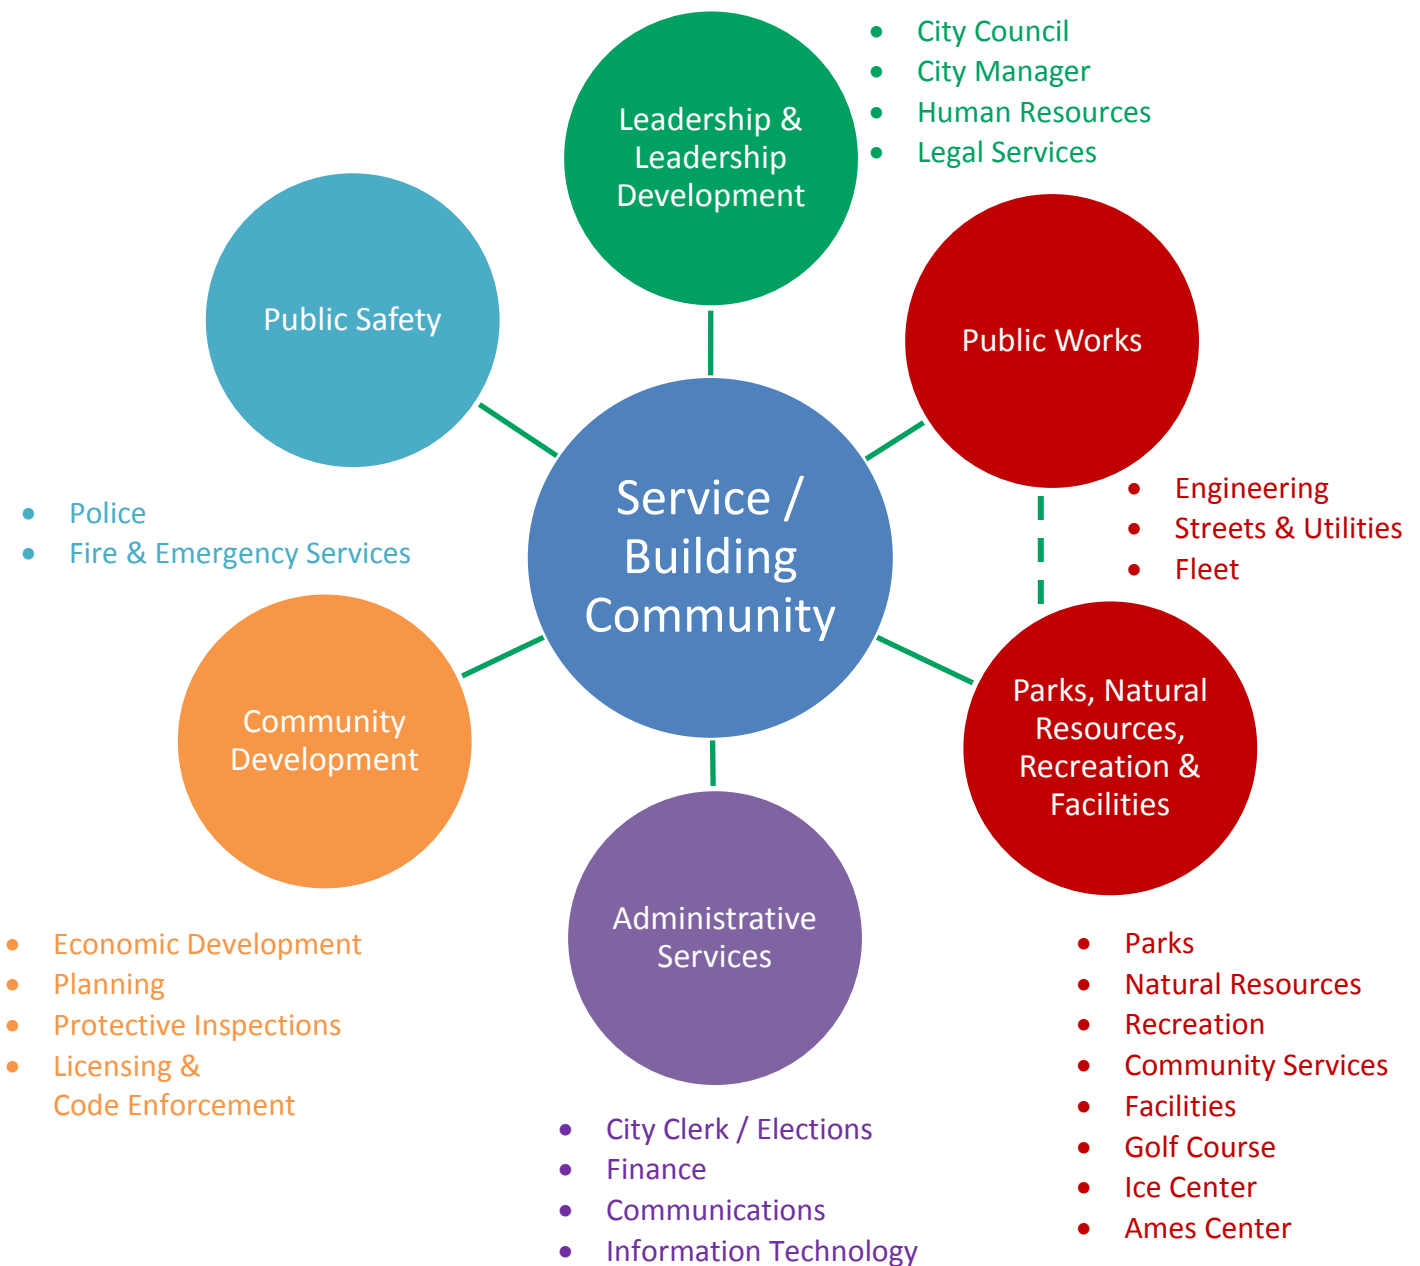 Leadership &
Leadership
Development
• City Council
• City Manager
• Human Resources
• Legal Services
Public Safety
• Police
• Fire & Emergency Services
Public Works
• Engineering
• Streets & Utilities
• Fleet
Service /
Building
Community
Community
Development
• Economic Development
• Planning
• Protective Inspections
• Licensing &
Code Enforcement
Administrative
Services
• City Clerk / Elections
• Finance
• Communications
• Information Technology
Parks, Natural
Resources,
Recreation &
Facilities
• Parks
• Natural Resources
• Recreation
• Community Services
• Facilities
• Golf Course
• Ice Center
• Ames Center